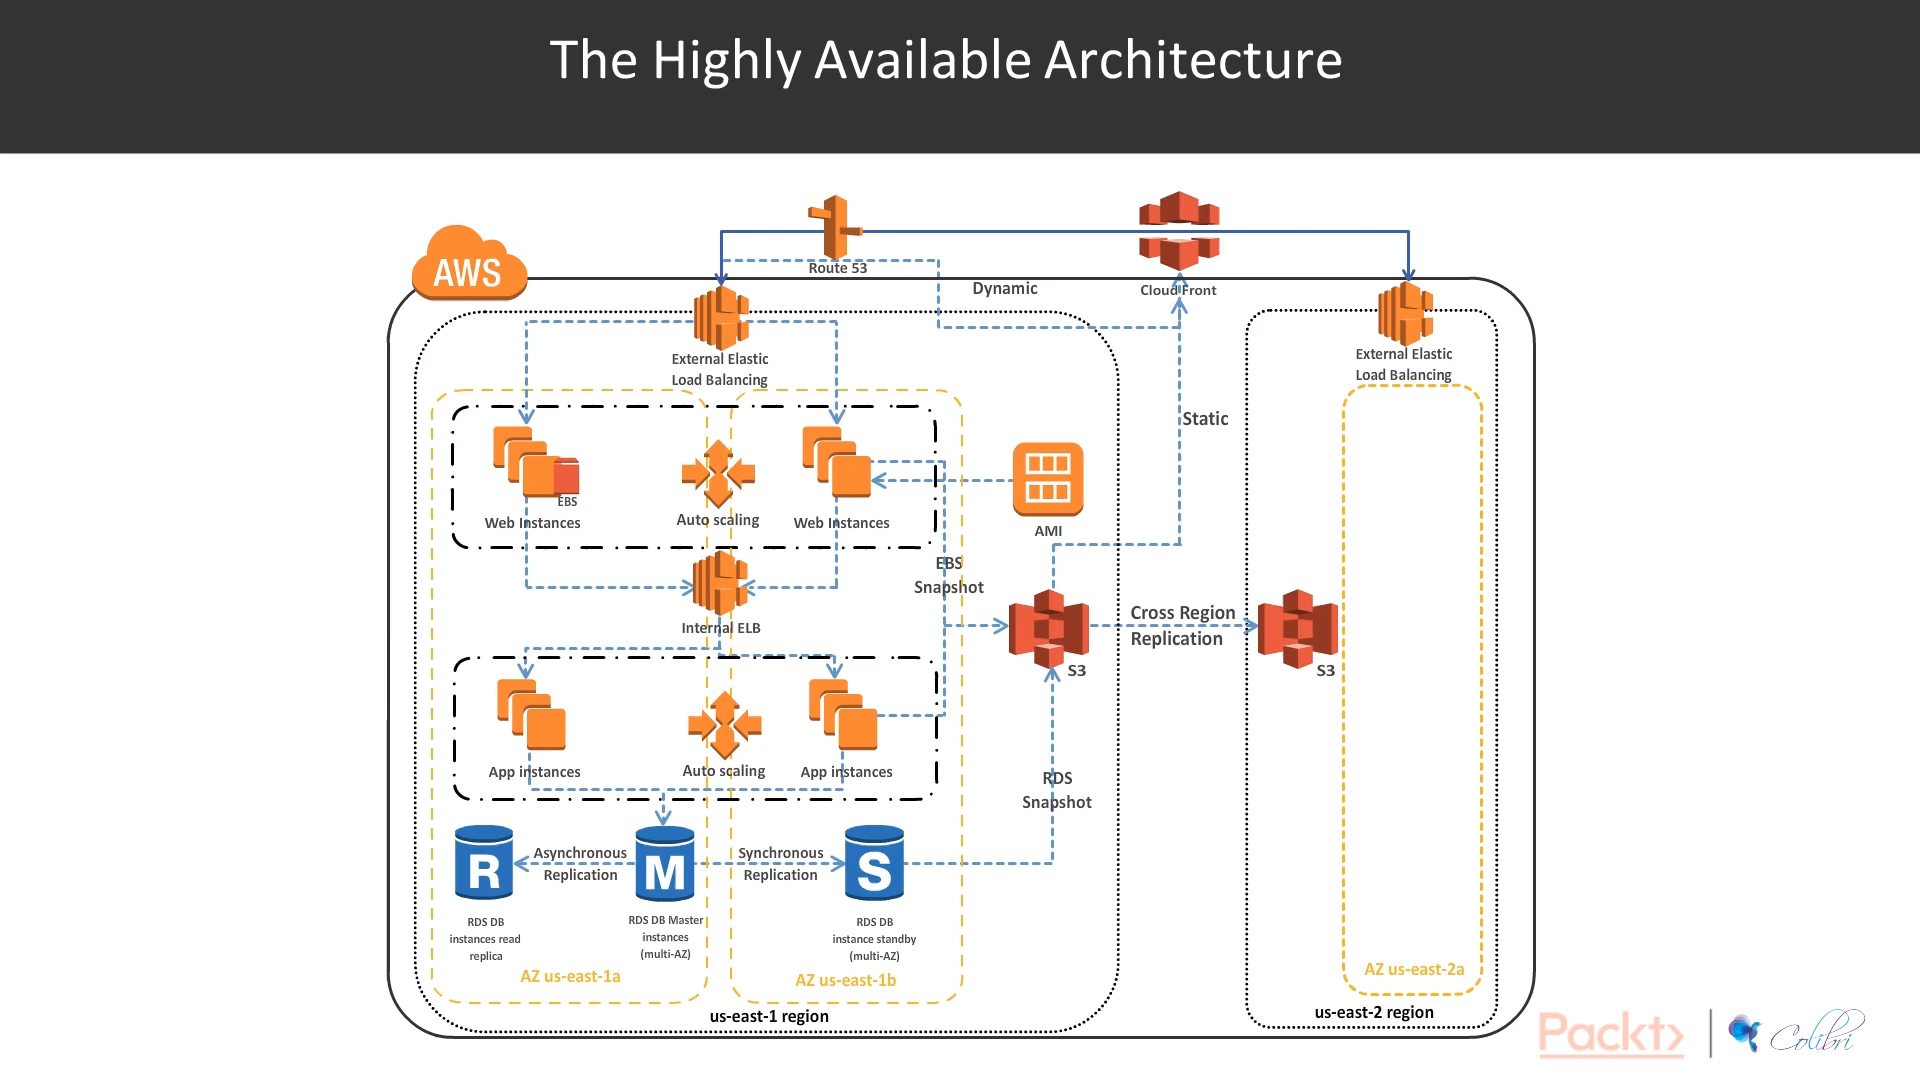 The Highly Available Architecture
AWS
Route 53
Dynamic
Cloud Front
External Elastic
Load Balancing
External Elastic
Load Balancing
Static
EBS
Web Instances
Auto scaling
Web Instances
AMI
EBS
Snapshot
Internal ELB
Cross Region
Replication
S3
S3
App instances
Auto scaling
App instances
RDS
Snapshot
R
Asynchronous
Replication
M
Synchronous
Replication
S
RDS DB
instances read
replica
RDS DB Master
instances
(multi-AZ)
RDS DB
instance standby
(multi-AZ)
AZ us-east-1a
AZ us-east-1b
AZ us-east-2a
us-east-1 region
us-east-2 region
Packt
Colibri